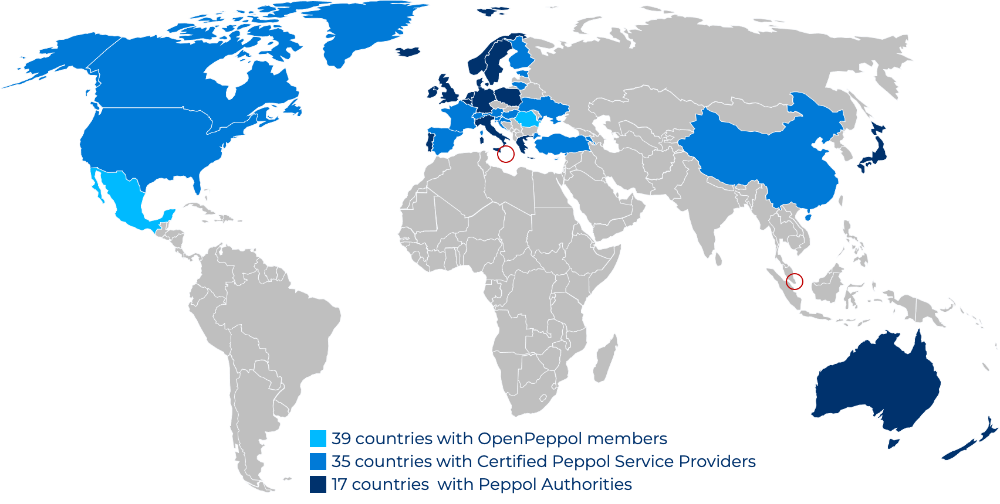 39 countries with OpenPeppol members
35 countries with Certified Peppol Service Providers
17 countries  with Peppol Authorities